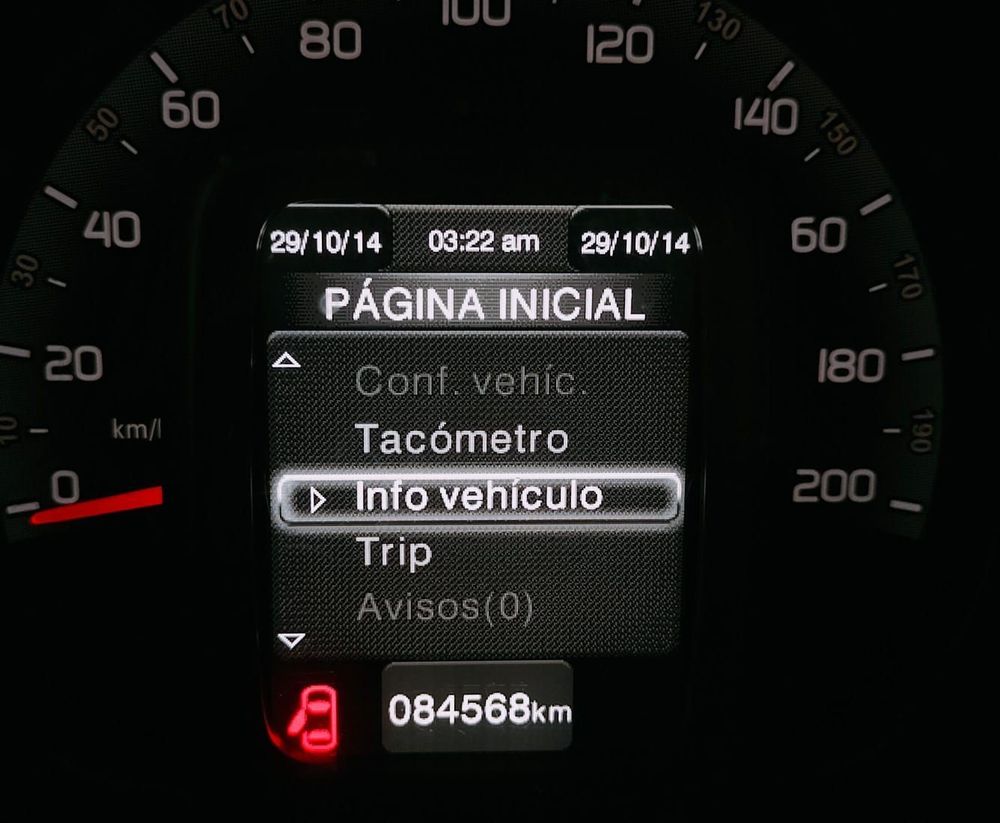 70
100
130
80
120
60
140
50
150
40
60
30
170
29/10/14 03:22 am 29/10/14
PÁGINA INICIAL
Conf. vehíc.
Tacómetro
Info vehículo
Trip
Avisos(0)
084568km
20
180
10
km/
190
0
200